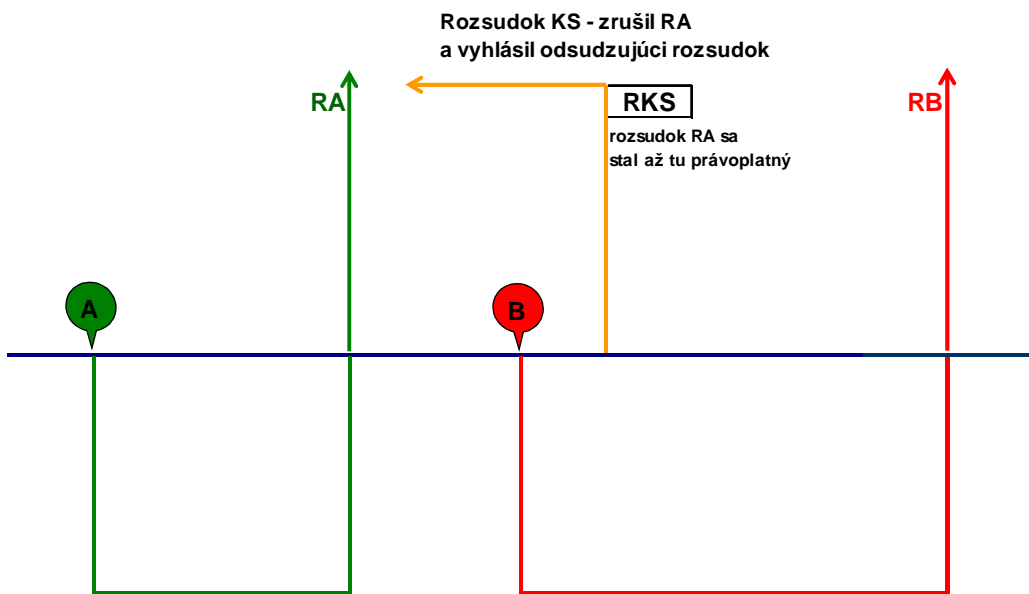 Rozsudok KS - zrušil RA
a vyhlásil odsudzujúci rozsudok
RA
RKS
RB
rozsudok RA sa
stal až tu právoplatný
A
B